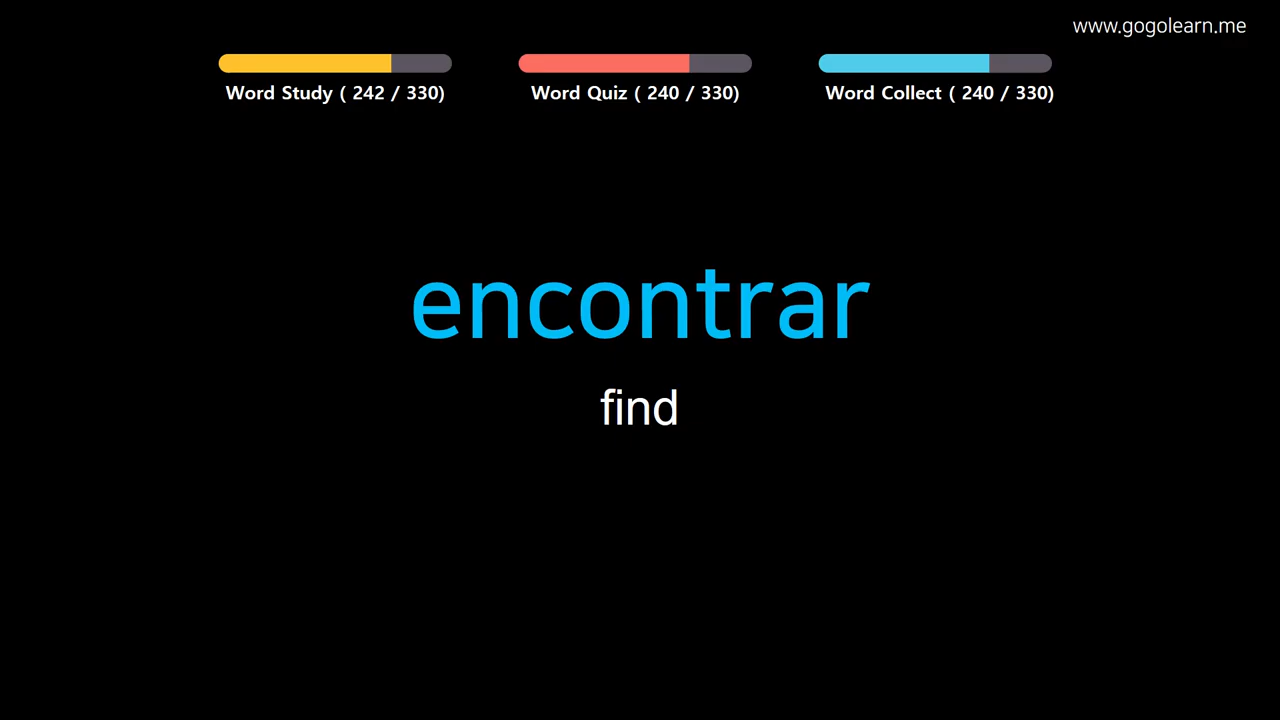 www.gogolearn.me
Word Study ( 242 / 330)
Word Quiz ( 240 / 330)
Word Collect ( 240 / 330)
encontrar
find